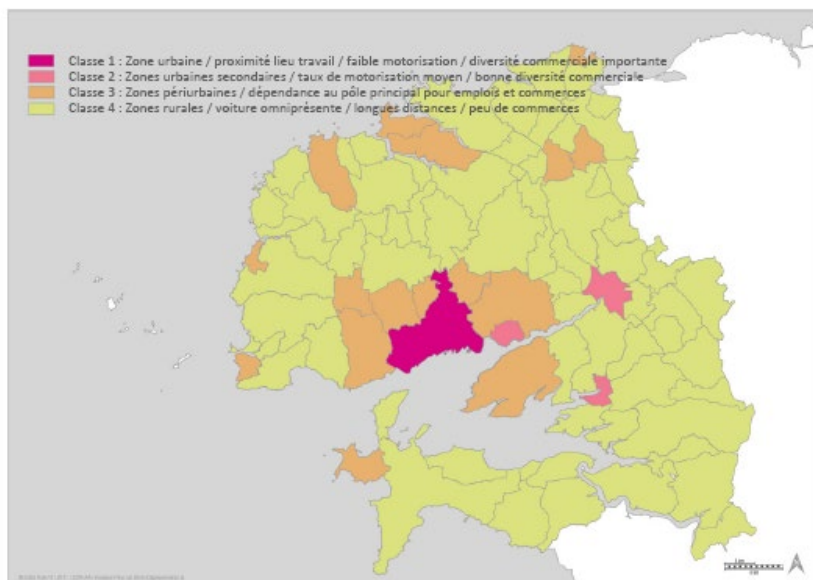 Classe 1 : Zone urbaine / proximité lieu travail / faible motorisation / diversité commerciale importante
Classe 2 : Zones urbaines secondaires / taux de motorisation moyen / bonne diversité commerciale
Classe 3 : Zones périurbaines / dépendance au pôle principal pour emplois et commerces
Classe 4 : Zones rurales / voiture omniprésente / longues distances / peu de commerces